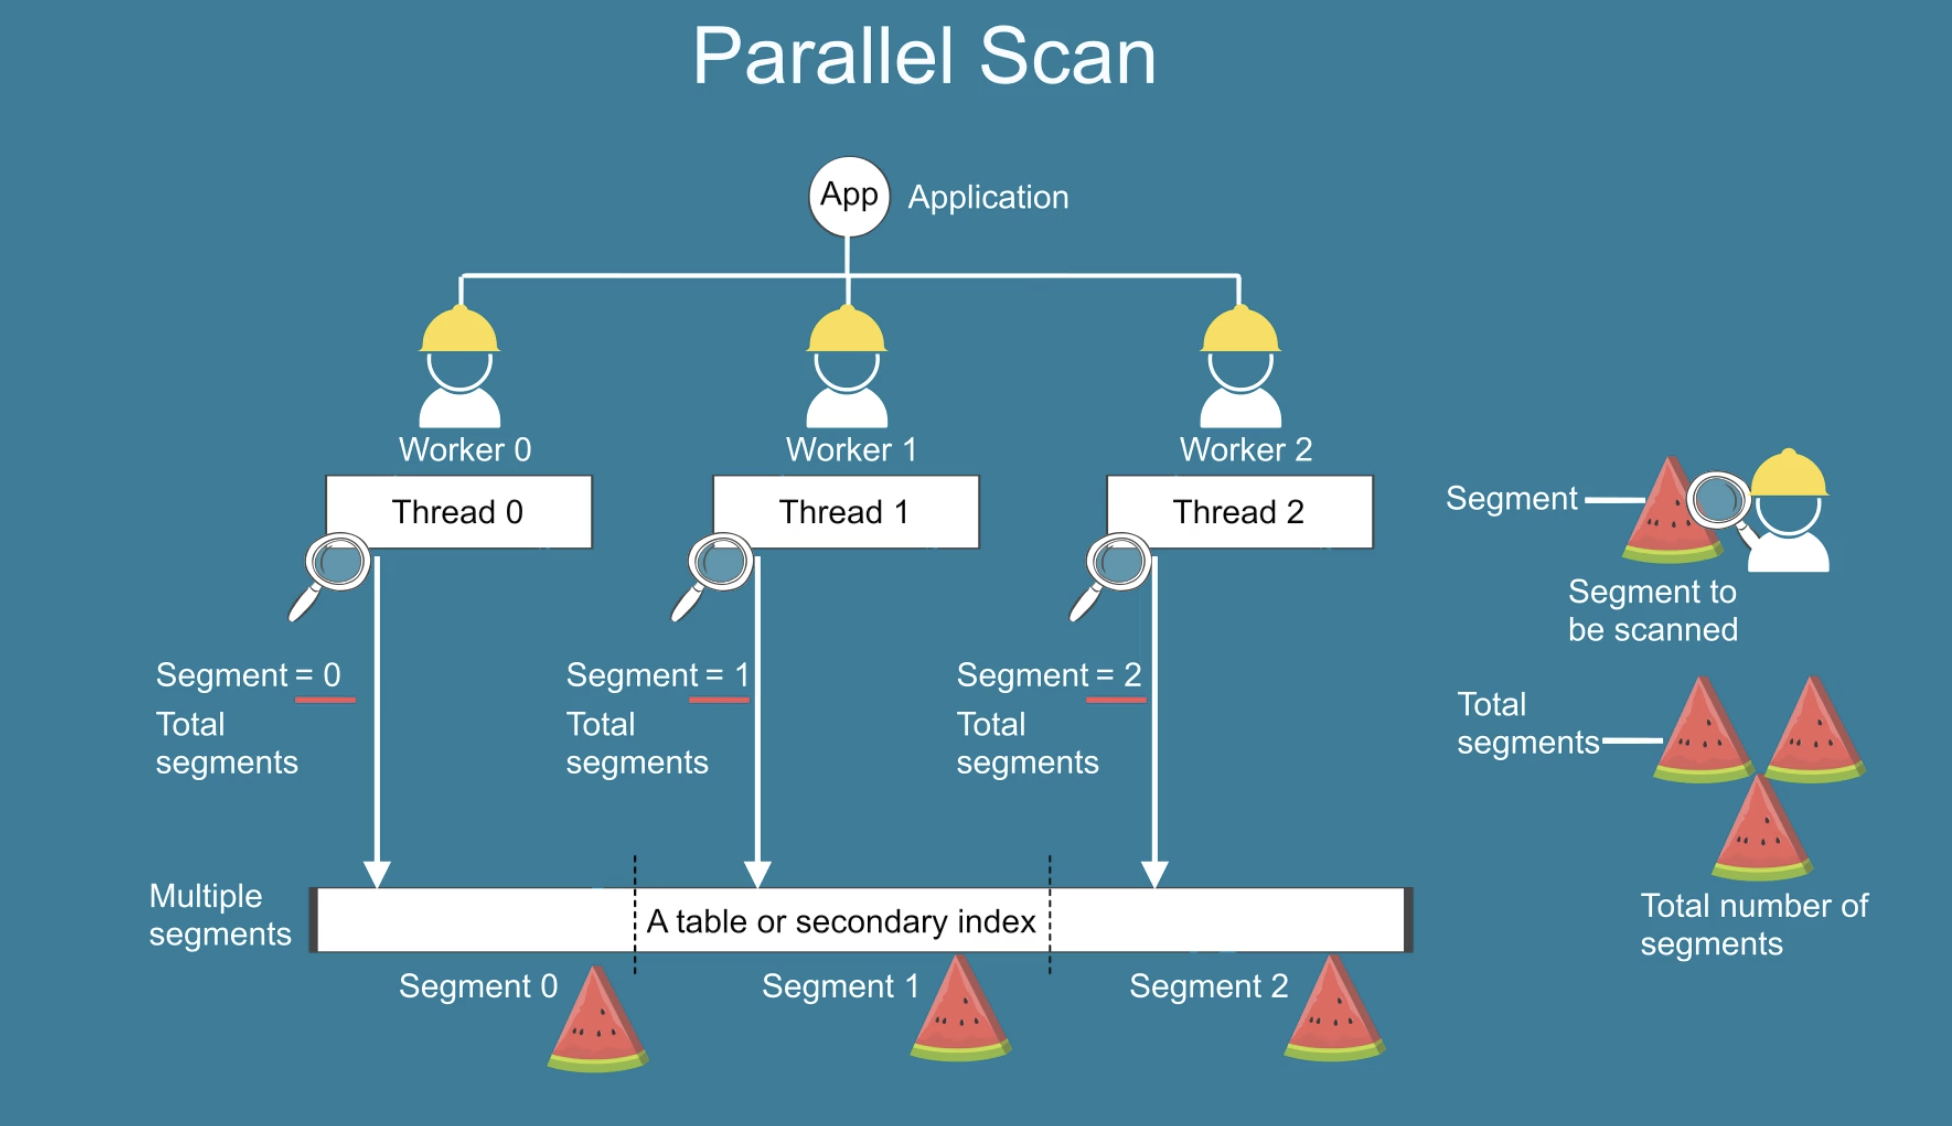 Parallel Scan
App
Application
Worker 0
Worker 1
Worker 2
Thread 0
Thread 1
Thread 2
Segment = 0
Total
segments
Segment = 1
Total
segments
Segment = 2
Total
segments
Multiple
segments
A table or secondary index
Segment 0
Segment 1
Segment 2
Segment
Segment to
be scanned
Total
segments
Total number of
segments